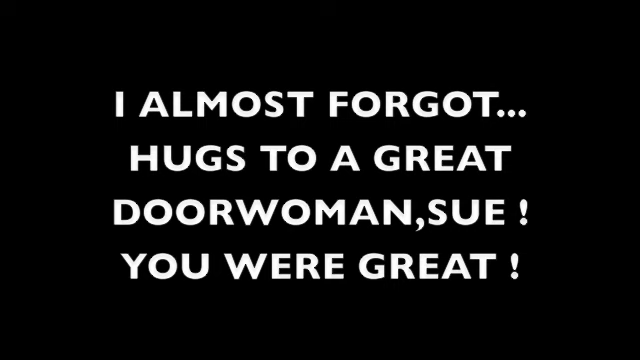 I ALMOST FORGOT...
HUGS TO A GREAT
DOORWOMAN,SUE !
YOU WERE GREAT !